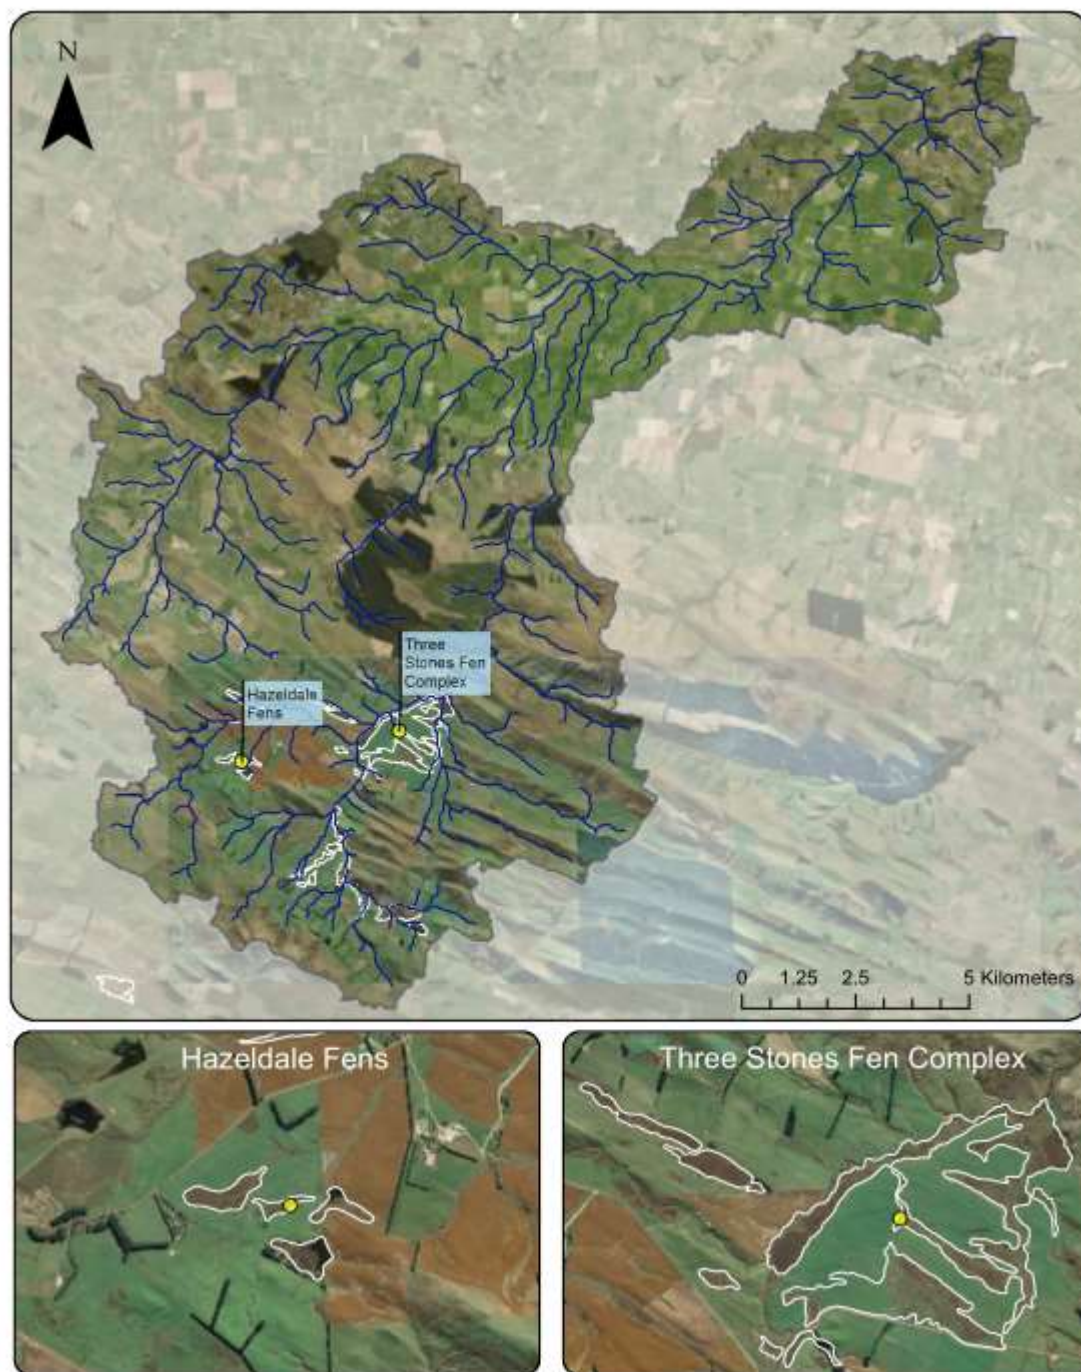 N
Three
Stones Fen
Complex
Hazeldale
Fens
0 1.25 2.5 5 Kilometers
Hazeldale Fens
Three Stones Fen Complex